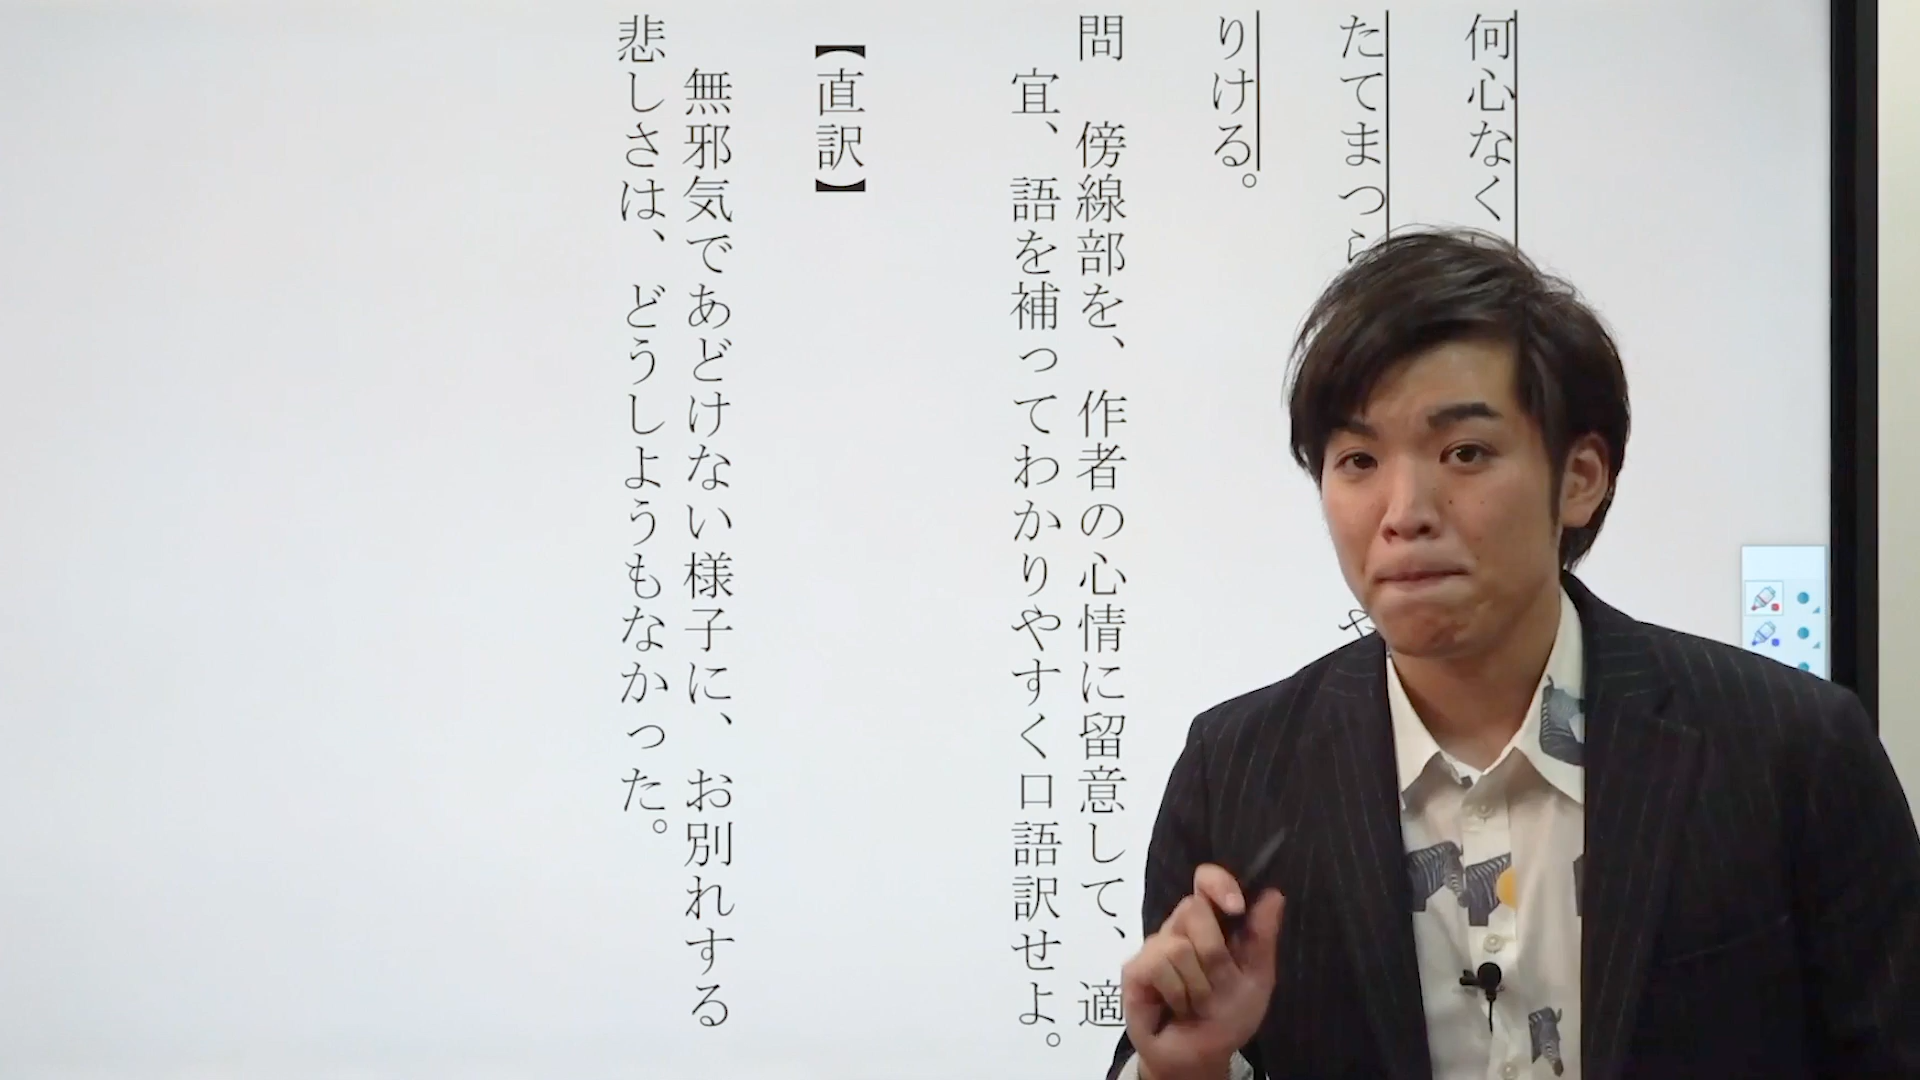 何心なく
たてまつら
りける。
問　傍線部を、作者の心情に留意して、適
宜、語を補ってわかりやすく口語訳せよ。
【直訳】
無邪気であどけない様子に、お別れする
悲しさは、どうしようもなかった。